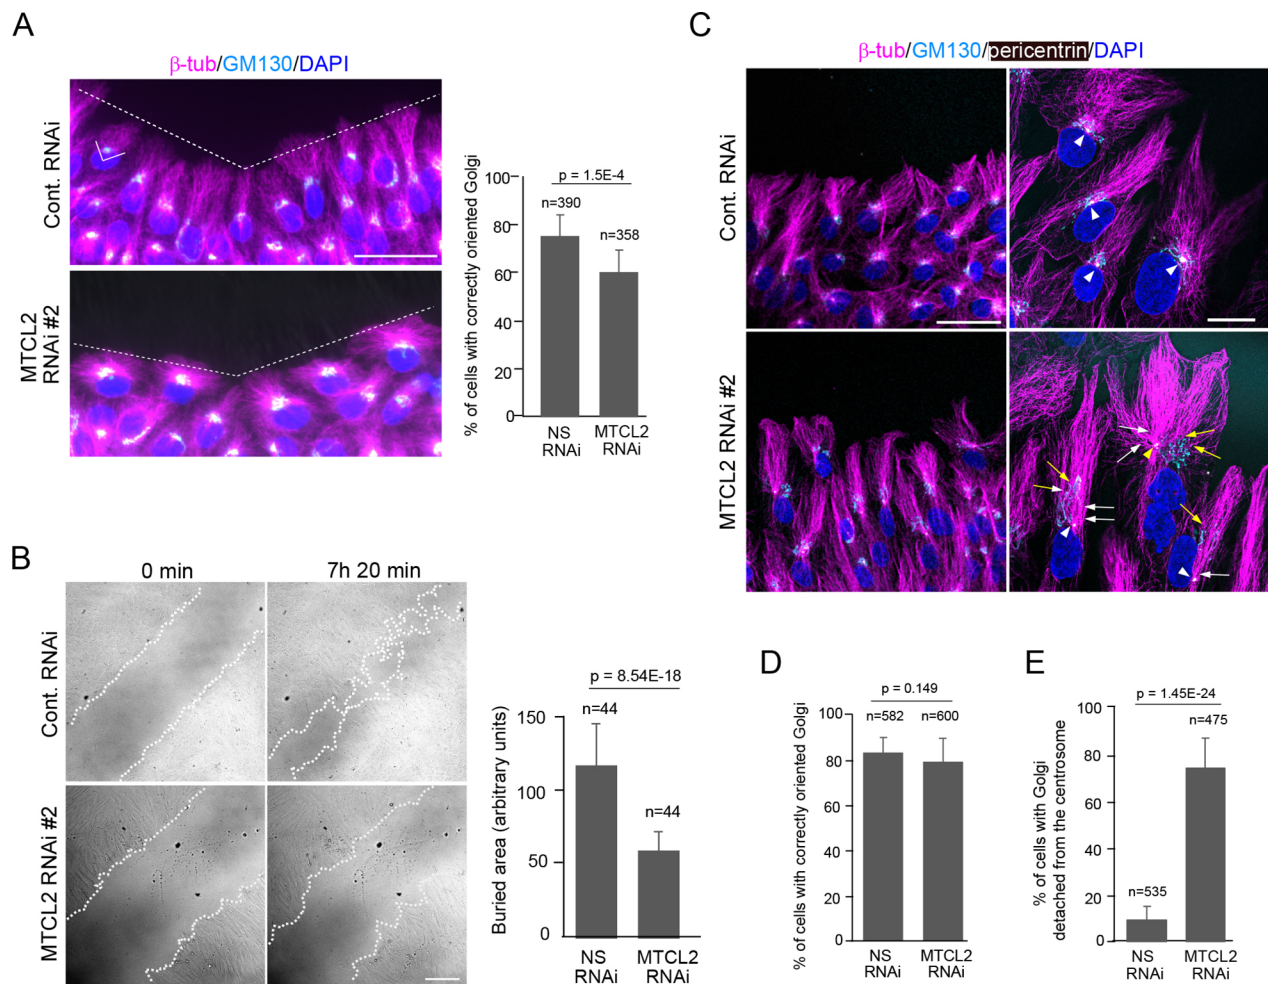 A
β-tub/GM130/DAPI
Cont. RNAi
MTCL2
RNAi #2
% of cells with correctly oriented Golgi
100
80
60
40
20
0
p = 1.5E-4
n=390
n=358
NS
RNAi
MTCL2
RNAi
B
0 min
7h 20 min
Cont. RNAi
MTCL2 RNAi #2
Buried area (arbitrary units)
150
100
50
0
p = 8.54E-18
n=44
n=44
NS
RNAi
MTCL2
RNAi
C
β-tub/GM130/pericentrin/DAPI
Cont. RNAi
MTCL2 RNAi #2
D
% of cells with correctly oriented Golgi
100
80
60
40
20
0
p = 0.149
n=582
n=600
NS
RNAi
MTCL2
RNAi
E
% of cells with Golgi
detached from the centrosome
100
80
60
40
20
0
p = 1.45E-24
n=535
n=475
NS
RNAi
MTCL2
RNAi